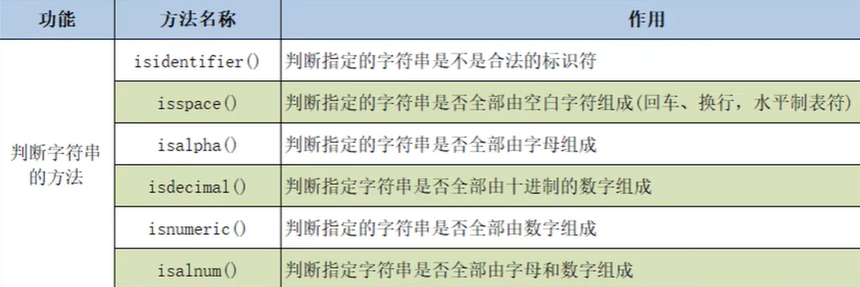 功能 方法名称 作用
判断字符串的方法
isidentifier() 判断指定的字符串是不是合法的标识符
isspace() 判断指定的字符串是否全部由空白字符组成(回车、换行，水平制表符)
isalpha() 判断指定的字符串是否全部由字母组成
isdecimal() 判断指定字符串是否全部由十进制的数字组成
isnumeric() 判断指定的字符串是否全部由数字组成
isalnum() 判断指定字符串是否全部由字母和数字组成